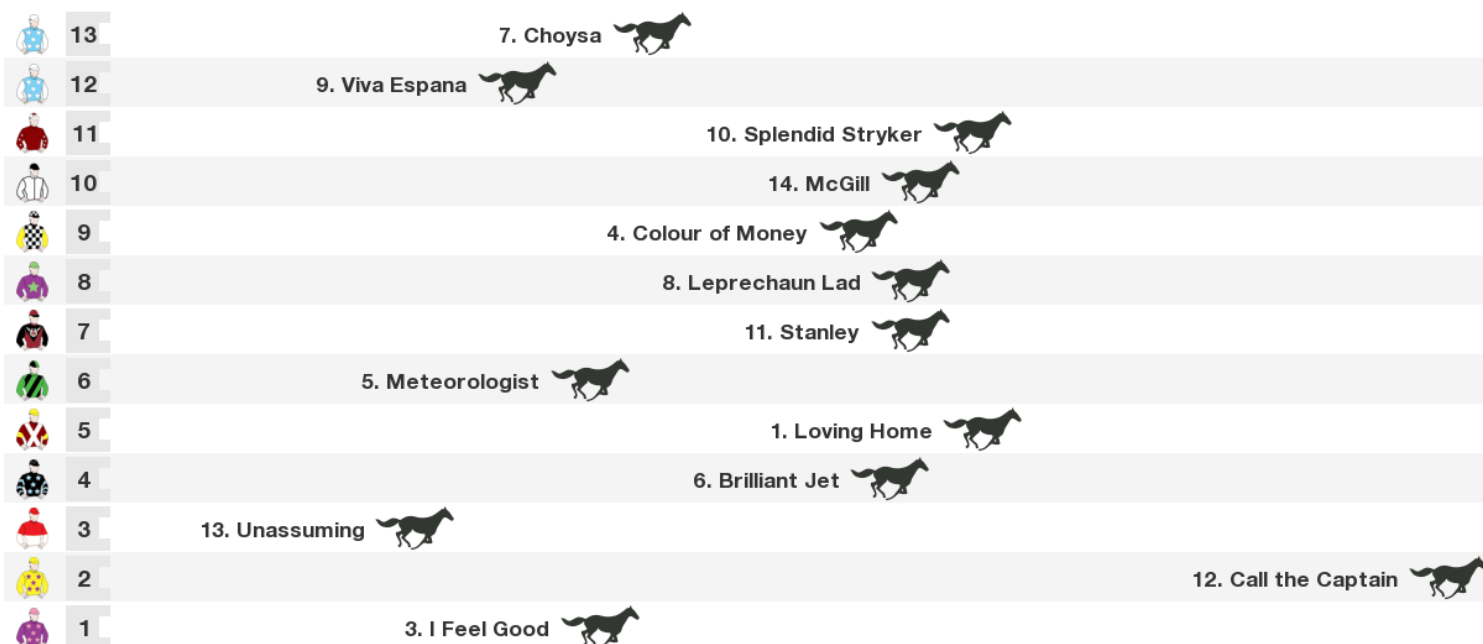 13 7. Choysa
12 9. Viva Espana
11 10. Splendid Stryker
10 14. McGill
9 4. Colour of Money
8 8. Leprechaun Lad
7 11. Stanley
6 5. Meteorologist
5 1. Loving Home
4 6. Brilliant Jet
3 13. Unassuming
2 12. Call the Captain
1 3. I Feel Good